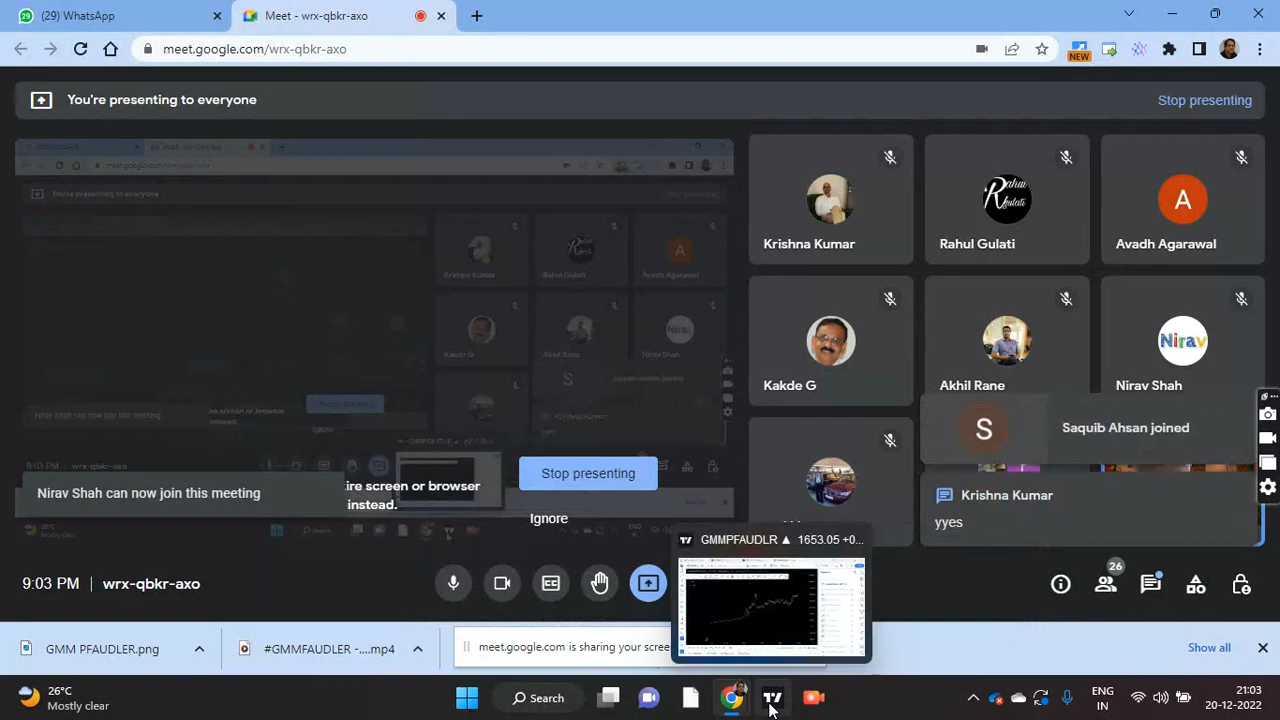 (29) WhatsApp
Meet - wrx-qbkr-axo
meet.google.com/wrx-qbkr-axo
NEW
You're presenting to everyone
Stop presenting
Krishna Kumar
Rahul Gulati
A
Avadh Agarawal
Kakde G
Akhil Rane
Nirav
Nirav Shah
S
Saquib Ahsan joined
Nirav Shah can now join this meeting
ire screen or browser
instead.
Stop presenting
Ignore
Krishna Kumar
yyes
GMMPFAUDLR ▲ 1653.05 +0...
9:03 PM
wrx-qbkr-axo
26
GMM PFAUDLER.png
#GMMFAUDLER -....mp4
meet.google.com is sharing your scree
Show all
26°C
Mostly clear
Search
ENG
IN
21:03
20-12-2022